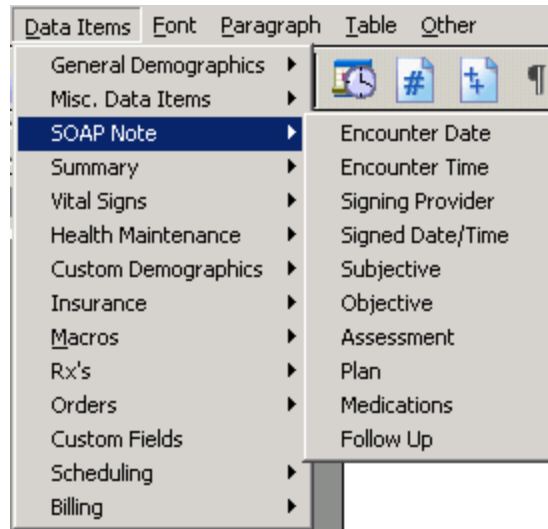 Data Items Font Paragraph Table Other
General Demographics
Misc. Data Items
SOAP Note
Summary
Vital Signs
Health Maintenance
Custom Demographics
Insurance
Macros
Rx's
Orders
Custom Fields
Scheduling
Billing
# ¶
Encounter Date
Encounter Time
Signing Provider
Signed Date/Time
Subjective
Objective
Assessment
Plan
Medications
Follow Up